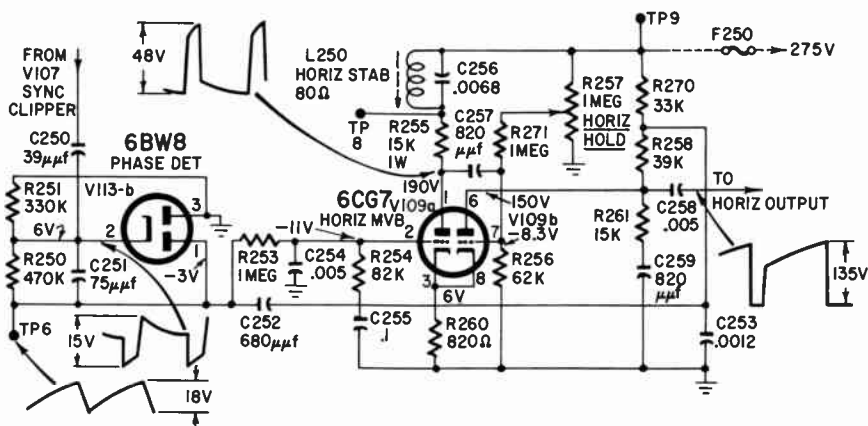 FROM
V107
SYNC
CLIPPER
C250
39µµf
6BW8
PHASE DET
V113-b
R251
330K
6V?
2
3
R250
470K
C251
75µµf
-3V
1
TP6
15V
18V
48V
L250
HORIZ STAB
80Ω
C256
.0068
TP
8
R255
15K
1W
C257
820
µµf
R271
1MEG
R257
1MEG
HORIZ
HOLD
TP9
F250
275V
R270
33K
R258
39K
190V
V109a
1
6
150V
V109b
-8.3V
6CG7
HORIZ MVB
-11V
2
7
R253
1MEG
C254
.005
R254
82K
3
8
6V
R256
62K
C252
680µµf
C255
.1
R260
820Ω
R261
15K
C258
.005
C259
820
µµf
TO
HORIZ OUTPUT
135V
C253
.0012